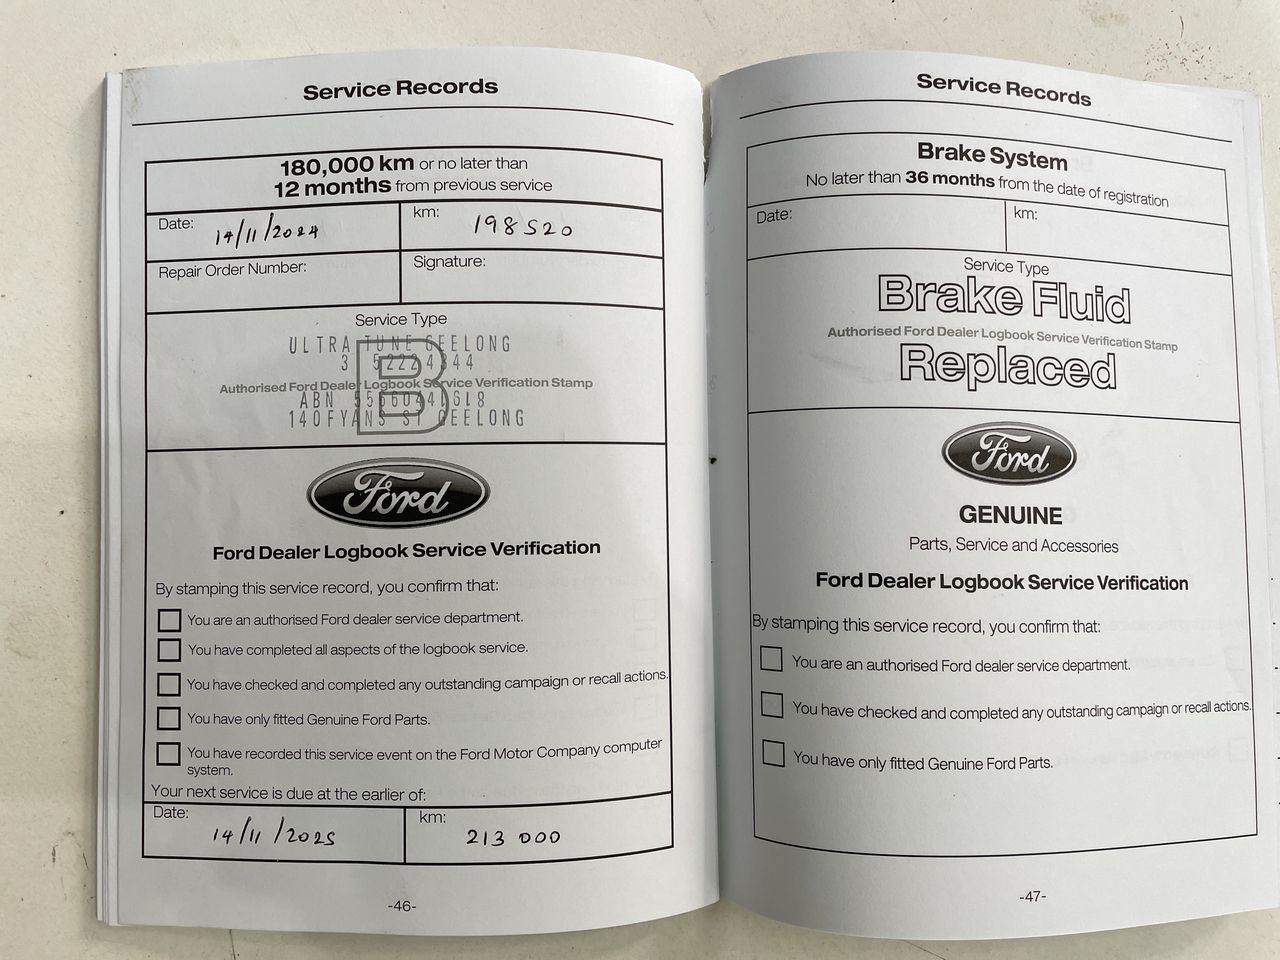 Service Records
180,000 km or no later than
12 months from previous service
Date: 14/11/2024
km: 198520
Repair Order Number:
Signature:
Service Type
ULTRA TUNE GEELONG
3 52224344
B
Authorised Ford Dealer Logbook Service Verification Stamp
ABN
140FYANS ST GEELONG
Ford
Ford Dealer Logbook Service Verification
By stamping this service record, you confirm that:
You are an authorised Ford dealer service department.
You have completed all aspects of the logbook service.
You have checked and completed any outstanding campaign or recall actions.
You have only fitted Genuine Ford Parts.
You have recorded this service event on the Ford Motor Company computer
system.
Your next service is due at the earlier of:
Date: 14/11/2025
km: 213 000
-46-
Service Records
Brake System
No later than 36 months from the date of registration
Date:
km:
Service Type
Brake Fluid
Authorised Ford Dealer Logbook Service Verification Stamp
Replaced
Ford
GENUINE
Parts, Service and Accessories
Ford Dealer Logbook Service Verification
By stamping this service record, you confirm that:
You are an authorised Ford dealer service department.
You have checked and completed any outstanding campaign or recall actions.
You have only fitted Genuine Ford Parts.
-47-